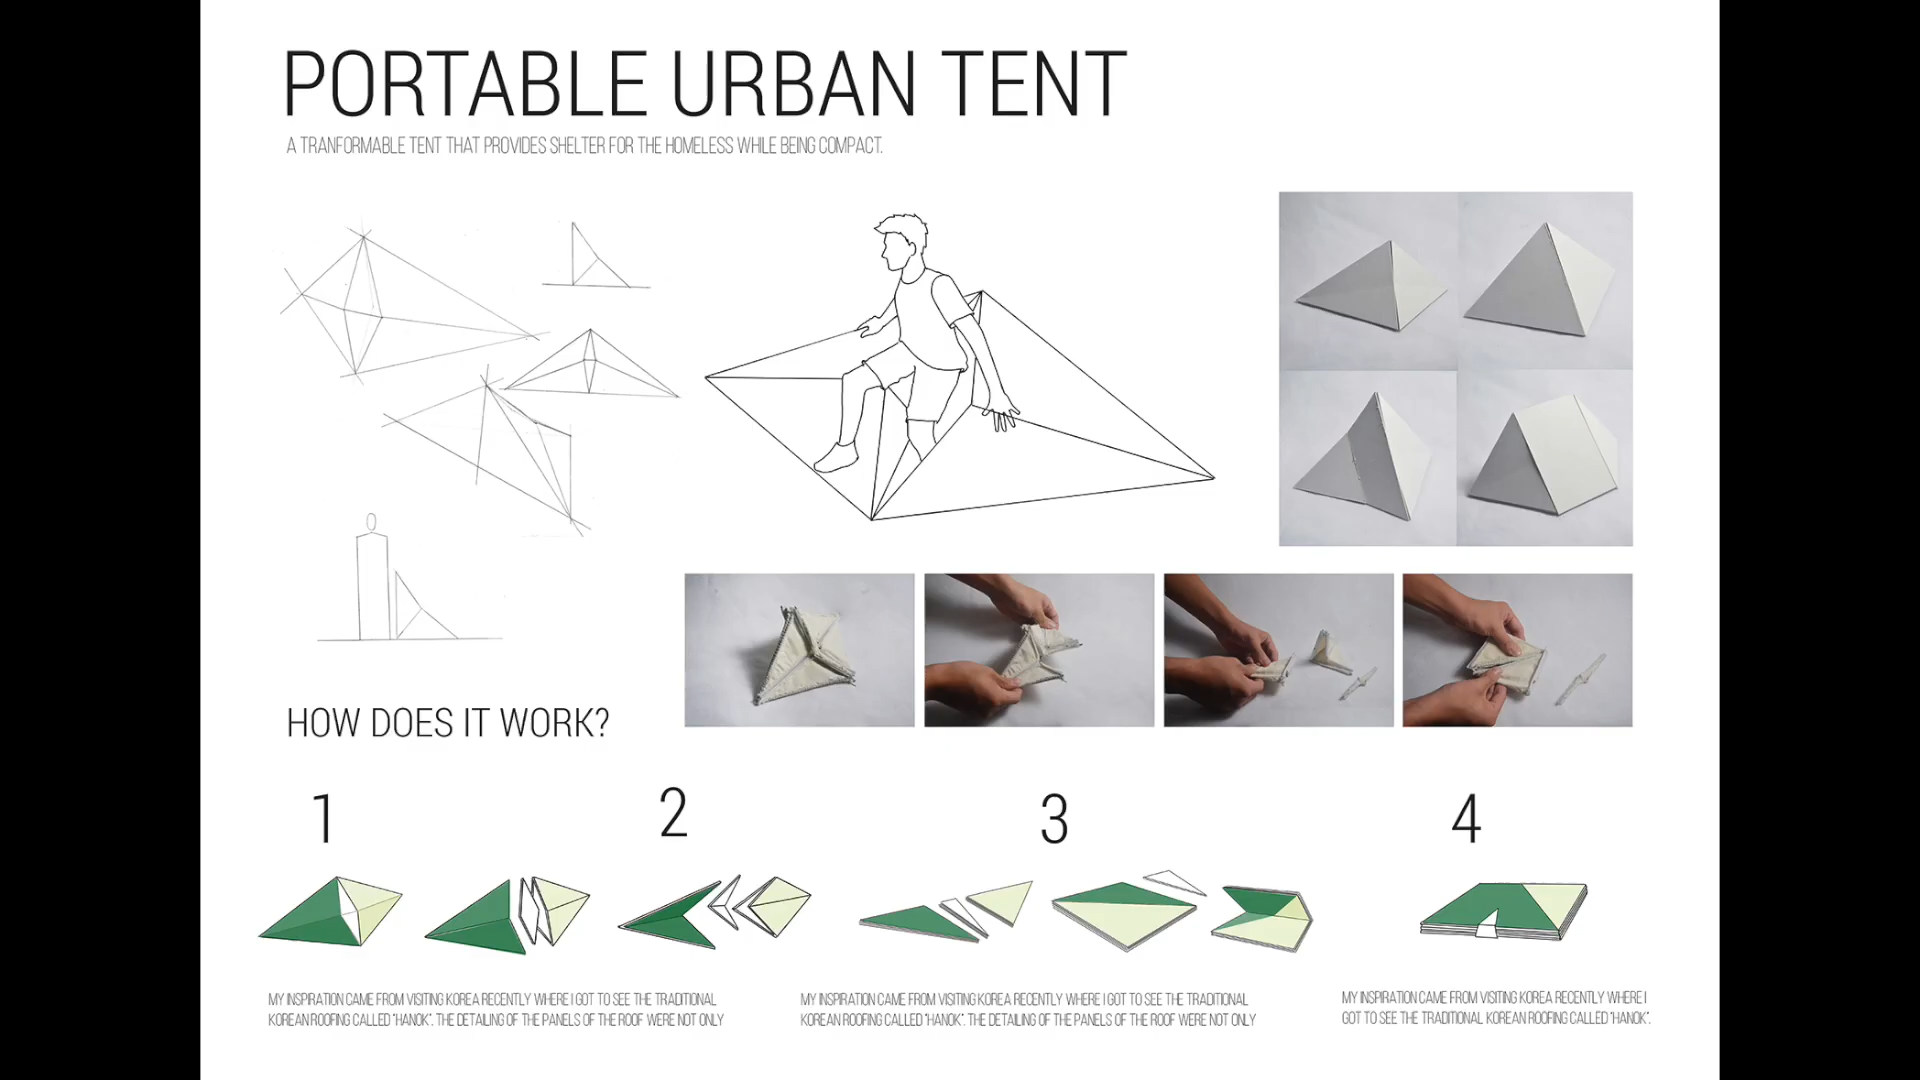 PORTABLE URBAN TENT
A TRANFORMABLE TENT THAT PROVIDES SHELTER FOR THE HOMELESS WHILE BEING COMPACT.
HOW DOES IT WORK?
1
2
3
4
MY INSPIRATION CAME FROM VISITING KOREA RECENTLY WHERE I GOT TO SEE THE TRADITIONAL
KOREAN ROOFING CALLED "HANOK". THE DETAILING OF THE PANELS OF THE ROOF WERE NOT ONLY
MY INSPIRATION CAME FROM VISITING KOREA RECENTLY WHERE I GOT TO SEE THE TRADITIONAL
KOREAN ROOFING CALLED "HANOK". THE DETAILING OF THE PANELS OF THE ROOF WERE NOT ONLY
MY INSPIRATION CAME FROM VISITING KOREA RECENTLY WHERE I
GOT TO SEE THE TRADITIONAL KOREAN ROOFING CALLED "HANOK".